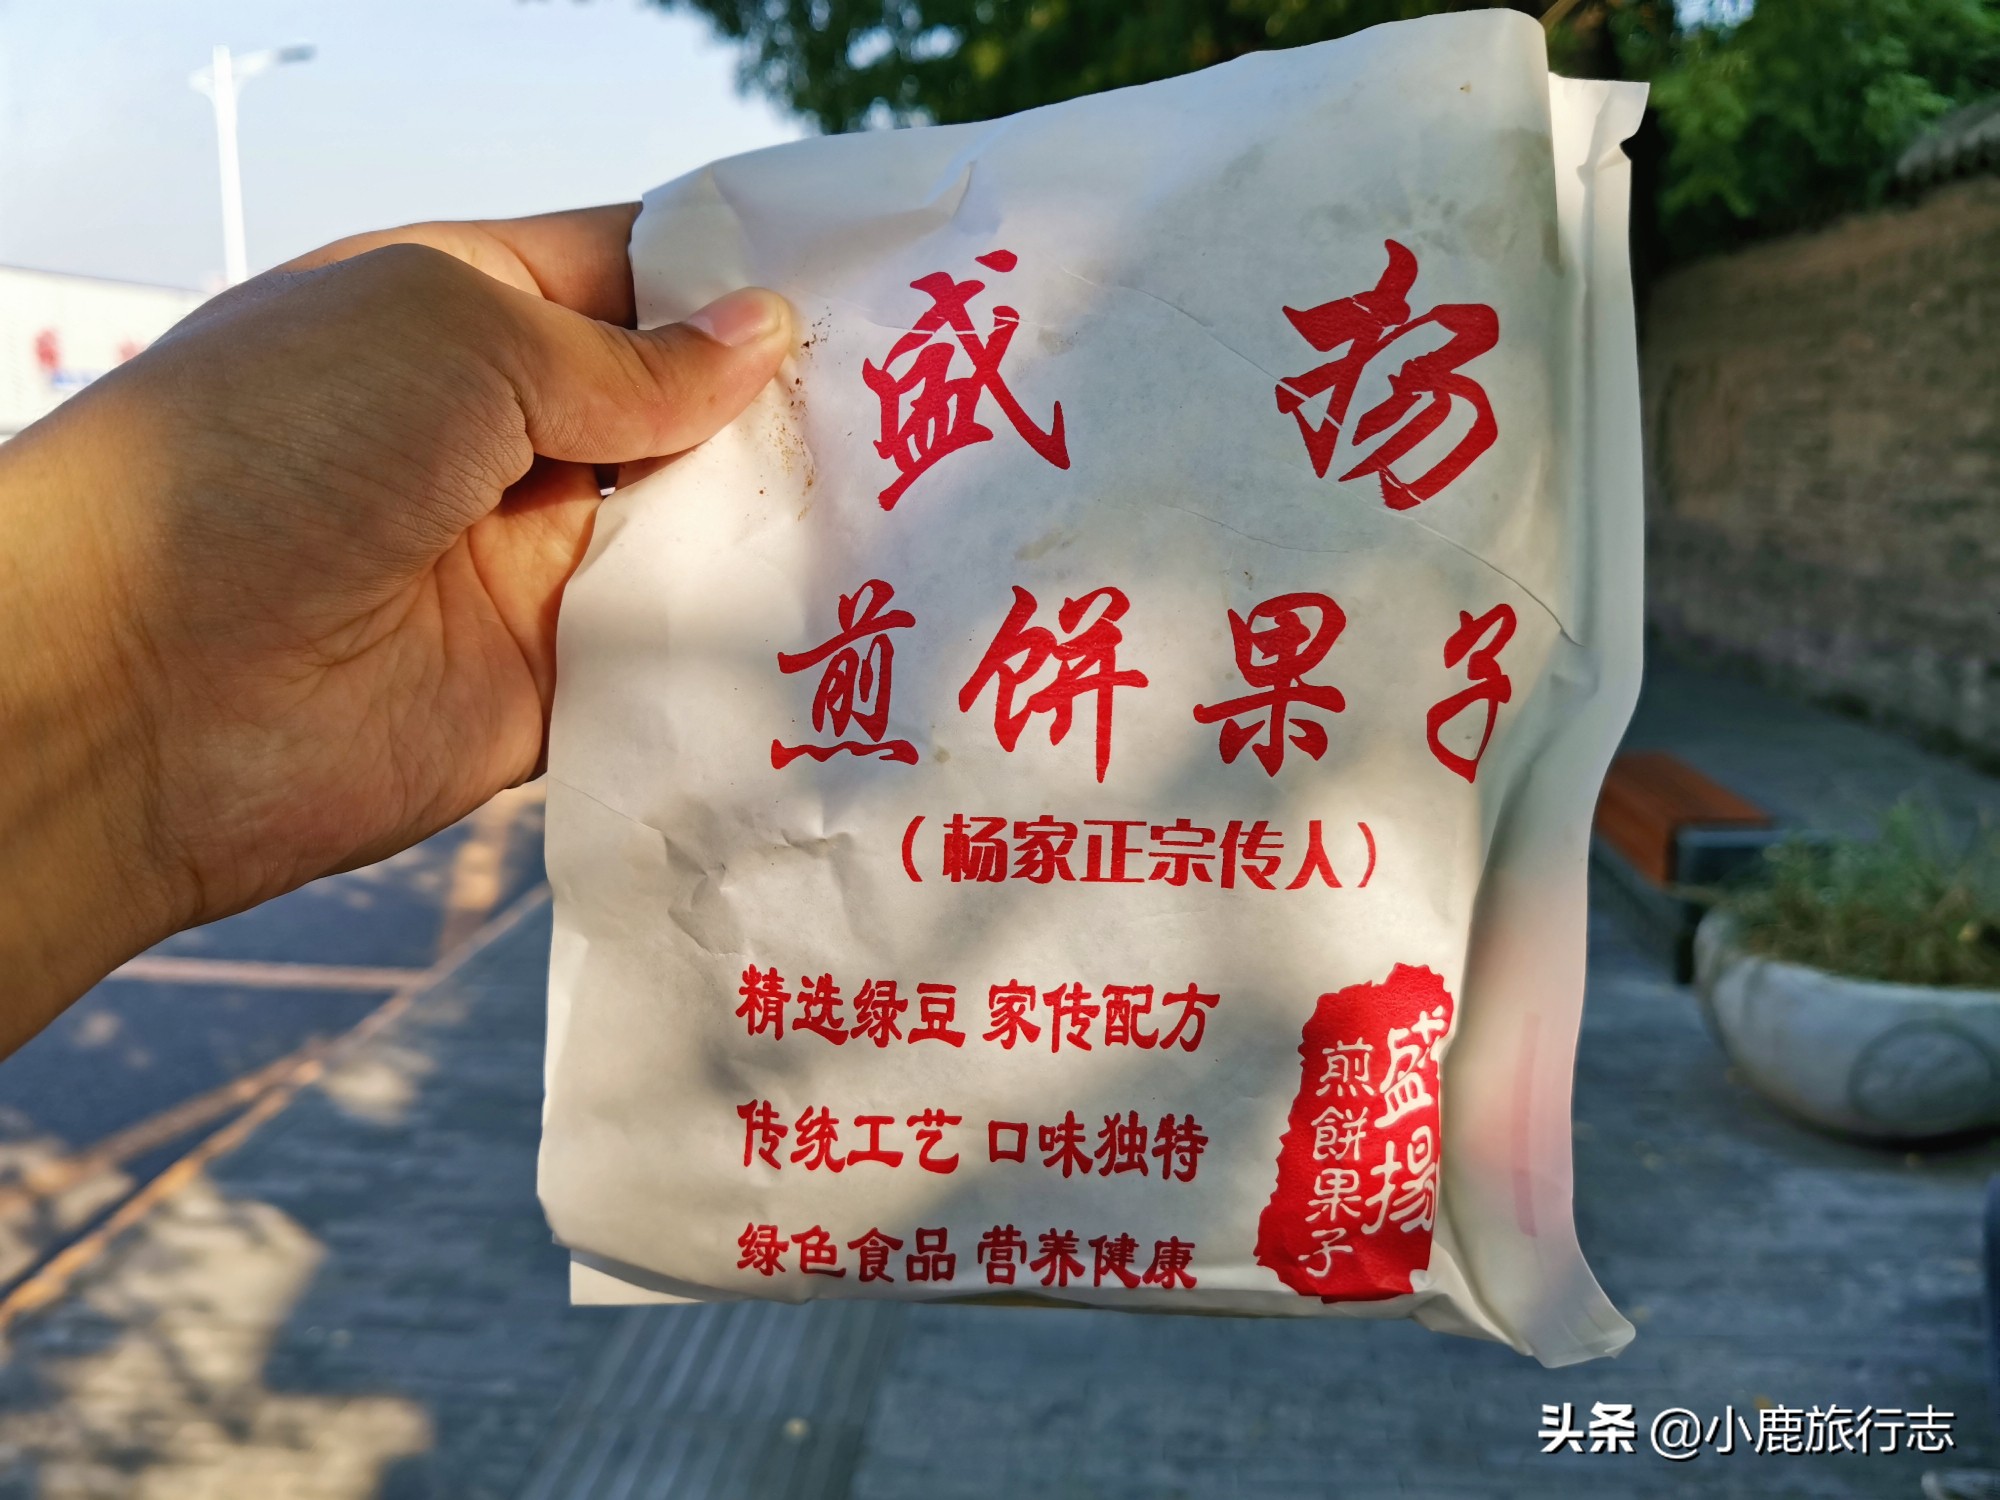 盛扬
煎饼果子
（杨家正宗传人）
精选绿豆 家传配方
传统工艺 口味独特
绿色食品 营养健康
盛揚
煎餅果子
头条 @小鹿旅行志